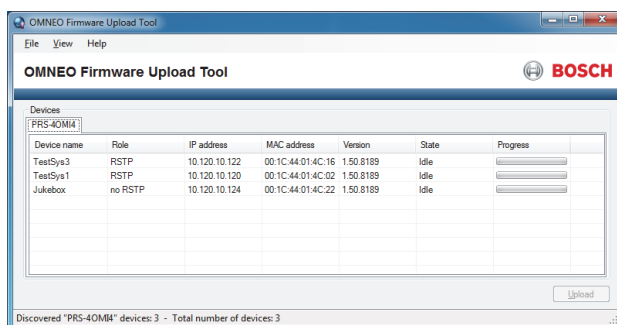 OMNEO Firmware Upload Tool
File View Help
OMNEO Firmware Upload Tool BOSCH
Devices
PRS-4OMI4
Device name Role IP address MAC address Version State Progress
TestSys3 RSTP 10.120.10.122 00:1C:44:01:4C:16 1.50.8189 Idle
TestSys1 RSTP 10.120.10.120 00:1C:44:01:4C:02 1.50.8189 Idle
Jukebox no RSTP 10.120.10.124 00:1C:44:01:4C:22 1.50.8189 Idle
Upload
Discovered "PRS-4OMI4" devices: 3 - Total number of devices: 3